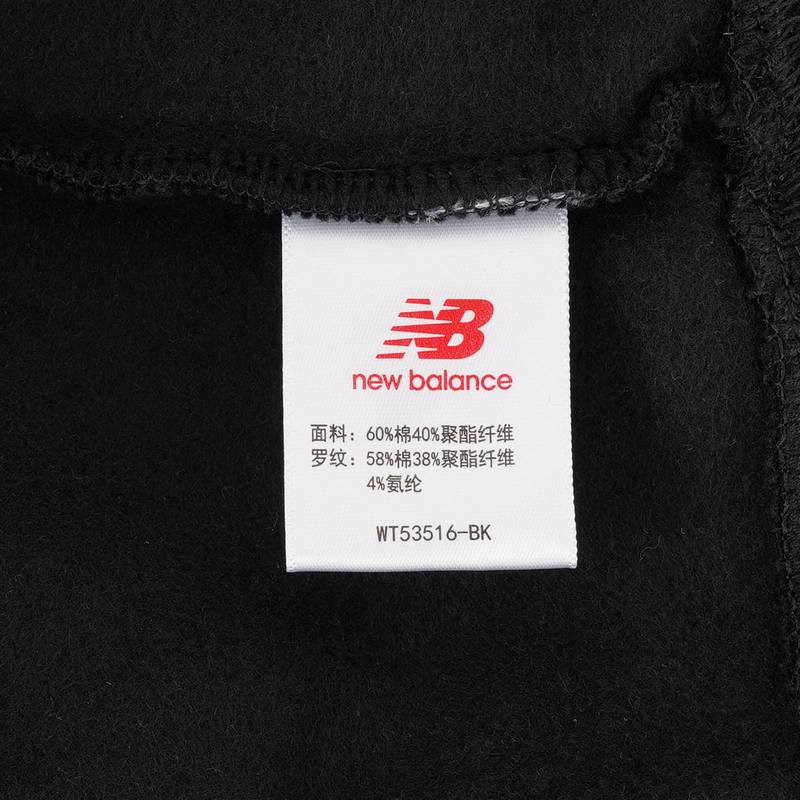 NB
new balance
面料：60%棉40%聚酯纤维
罗纹：58%棉38%聚酯纤维
4%氨纶
WT53516-BK